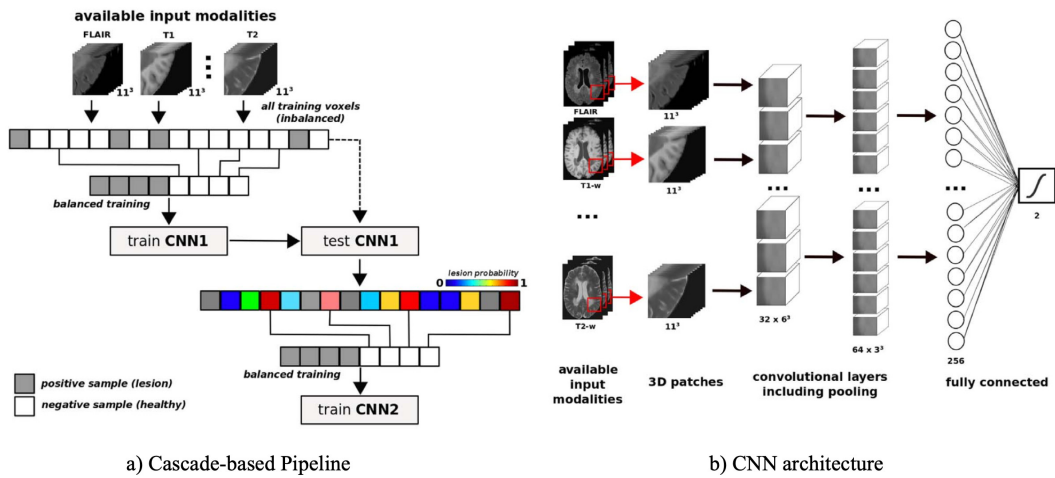 available input modalities
FLAIR
T1
T2
...
11³
11³
11³
all training voxels
(inbalanced)
balanced training
train CNN1
test CNN1
lesion probability
0
1
balanced training
positive sample (lesion)
negative sample (healthy)
train CNN2
a) Cascade-based Pipeline
FLAIR
11³
T1-w
11³
...
...
...
...
T2-w
11³
32 x 6³
64 x 3³
256
2
available
input
modalities
3D patches
convolutional layers
including pooling
fully connected
b) CNN architecture